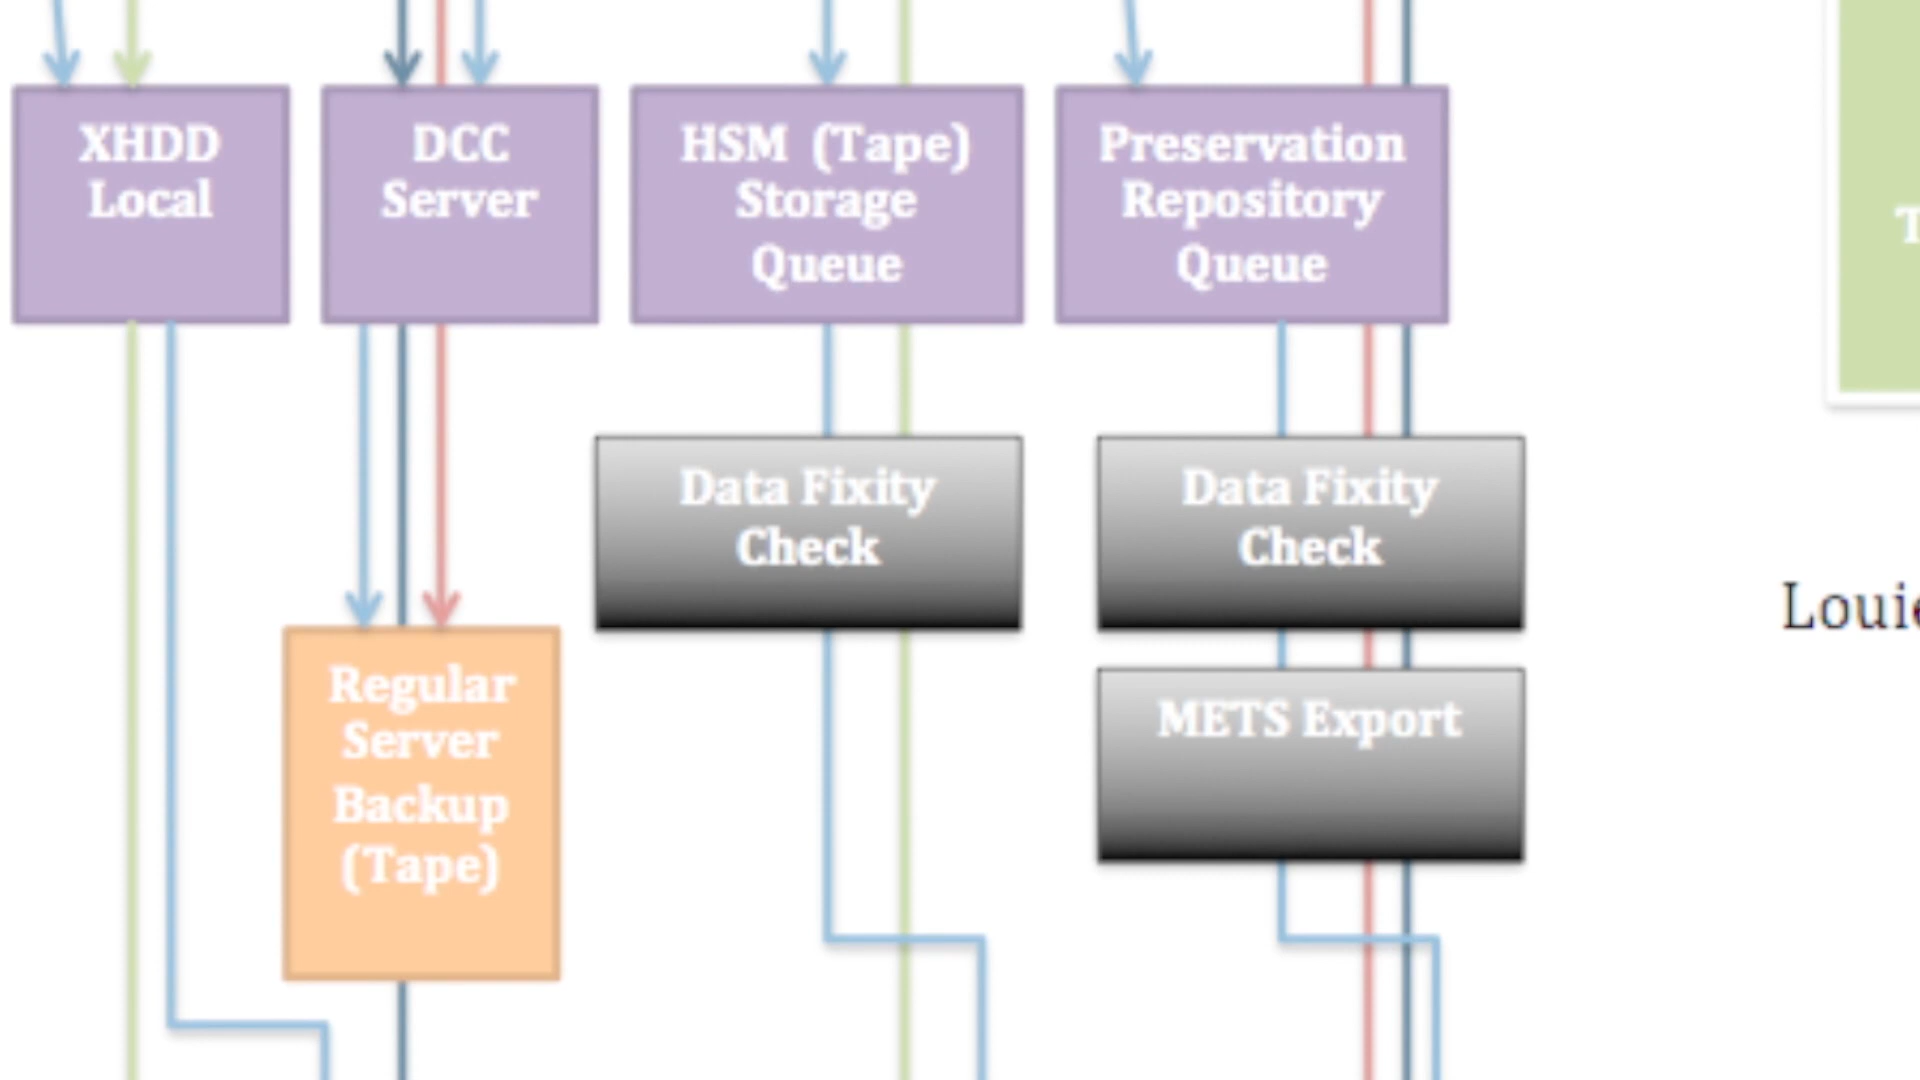 XHDD
Local
DCC
Server
HSM (Tape)
Storage
Queue
Preservation
Repository
Queue
Data Fixity
Check
Data Fixity
Check
METS Export
Regular
Server
Backup
(Tape)